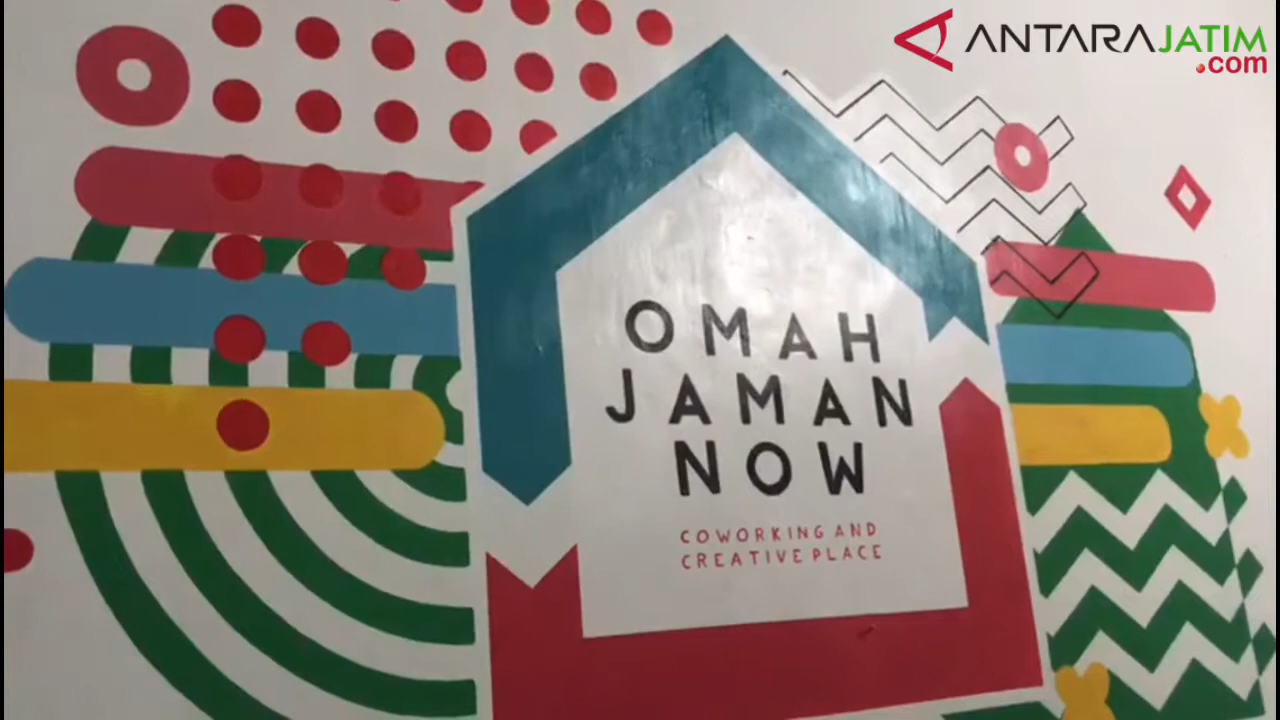 ANTARAJATIM
.com
OMAH
JAMAN
NOW
COWORKING AND
CREATIVE PLACE